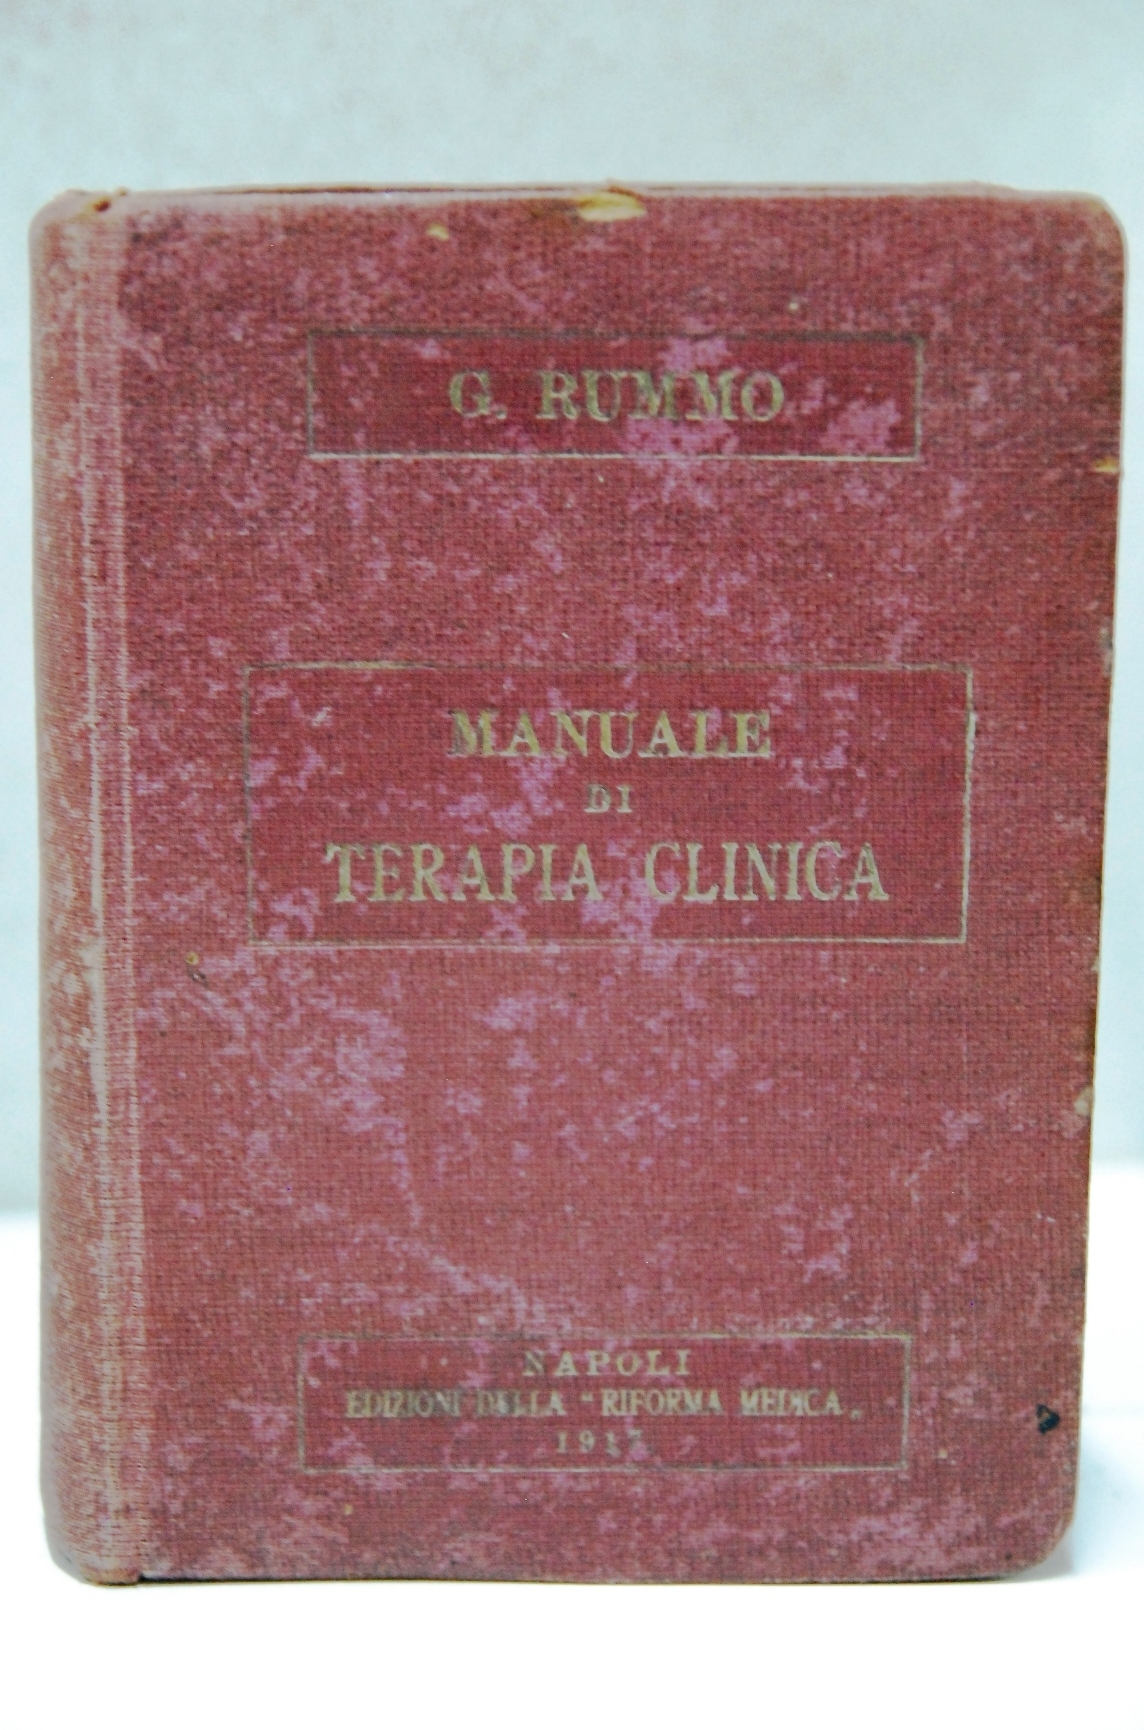 G. RUMMO
MANUALE
DI
TERAPIA CLINICA
NAPOLI
EDIZIONI DELLA "RIFORMA MEDICA„
1917